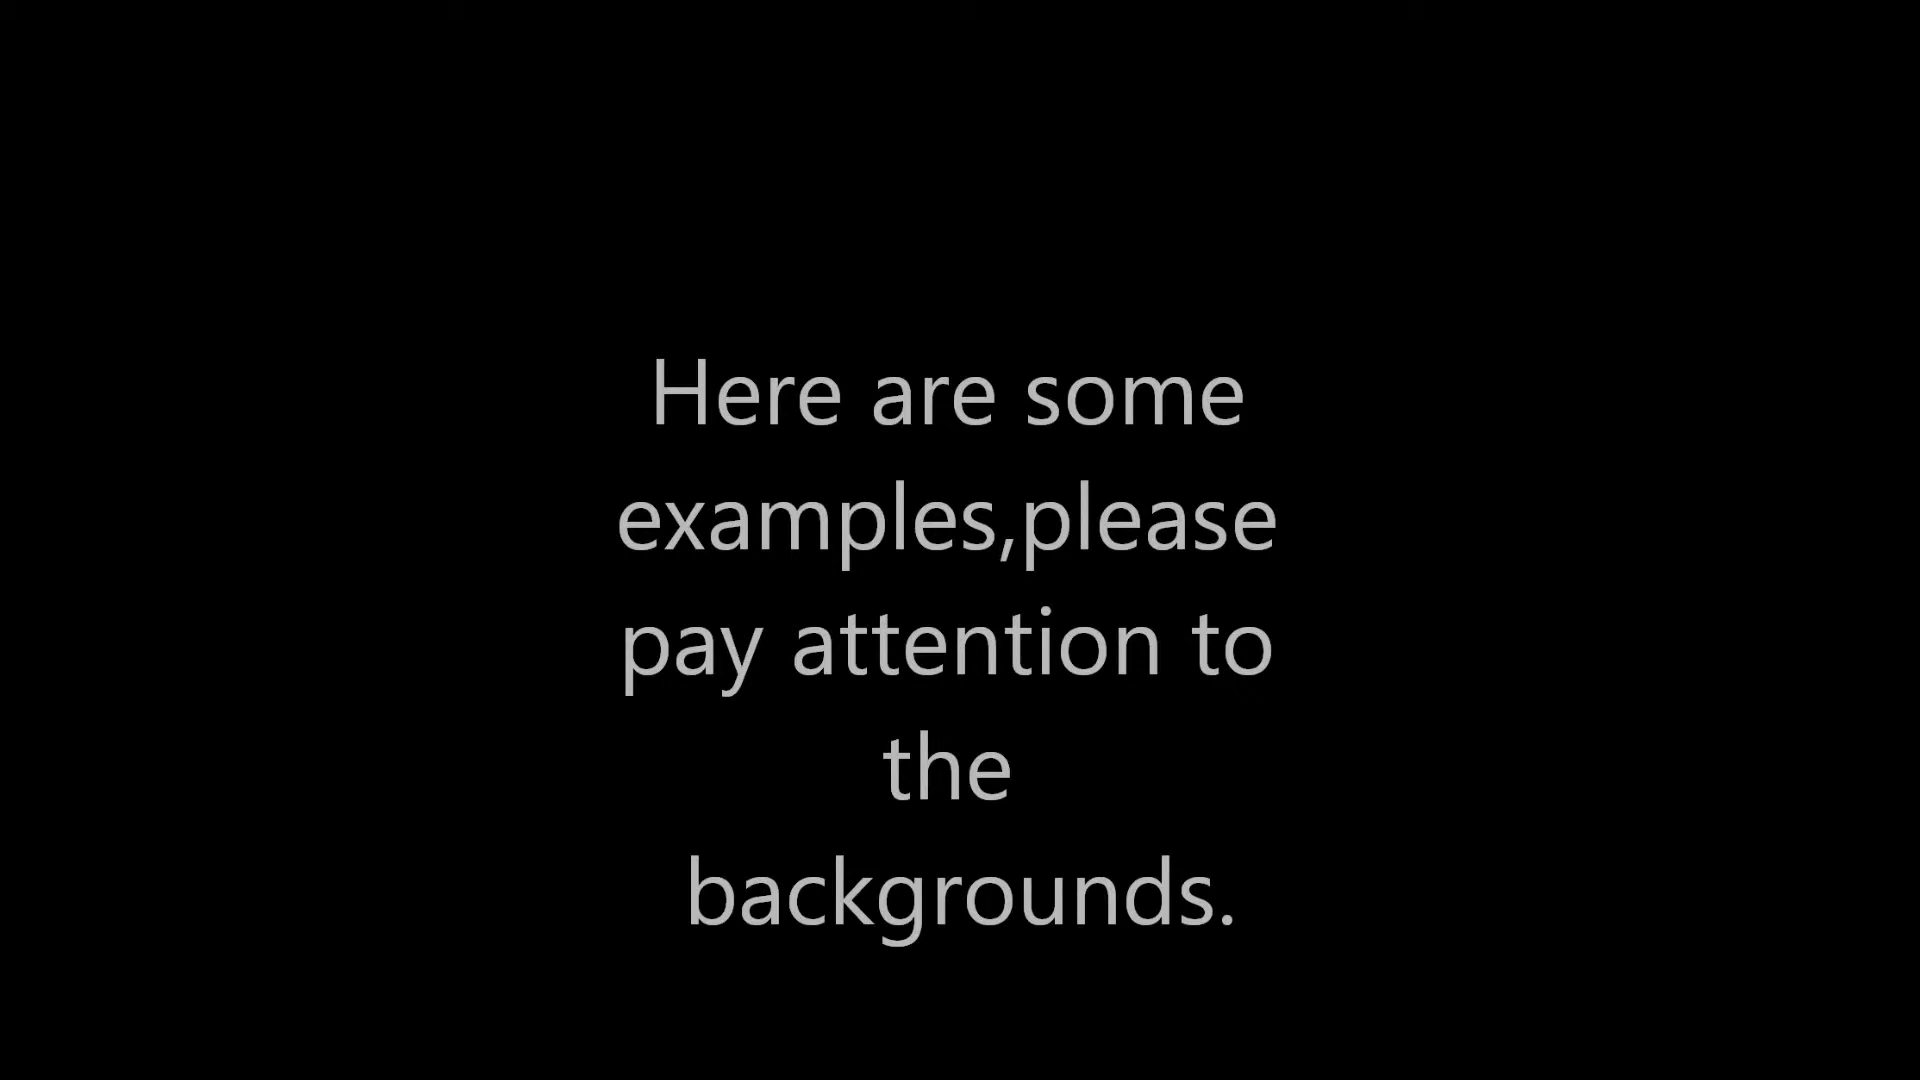 Here are some
examples,please
pay attention to
the
backgrounds.